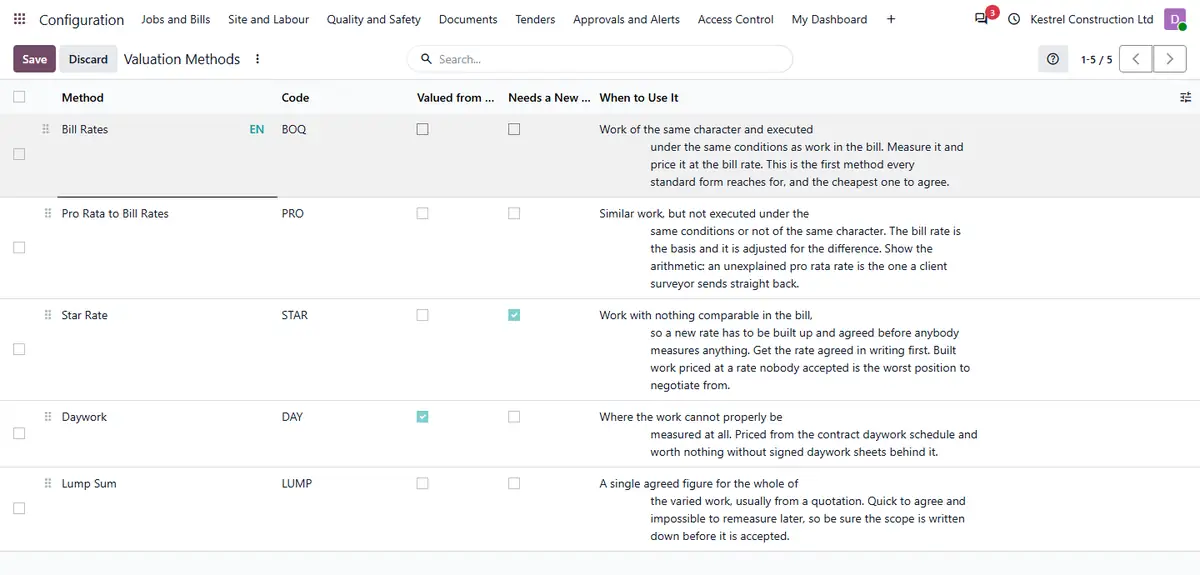 Configuration Jobs and Bills Site and Labour Quality and Safety Documents Tenders Approvals and Alerts Access Control My Dashboard + 3 Kestrel Construction Ltd D
Save Discard Valuation Methods Search... 1-5 / 5
Method Code Valued from ... Needs a New ... When to Use It
Bill Rates EN BOQ Work of the same character and executed
under the same conditions as work in the bill. Measure it and
price it at the bill rate. This is the first method every
standard form reaches for, and the cheapest one to agree.
Pro Rata to Bill Rates PRO Similar work, but not executed under the
same conditions or not of the same character. The bill rate is
the basis and it is adjusted for the difference. Show the
arithmetic: an unexplained pro rata rate is the one a client
surveyor sends straight back.
Star Rate STAR Work with nothing comparable in the bill,
so a new rate has to be built up and agreed before anybody
measures anything. Get the rate agreed in writing first. Built
work priced at a rate nobody accepted is the worst position to
negotiate from.
Daywork DAY Where the work cannot properly be
measured at all. Priced from the contract daywork schedule and
worth nothing without signed daywork sheets behind it.
Lump Sum LUMP A single agreed figure for the whole of
the varied work, usually from a quotation. Quick to agree and
impossible to remeasure later, so be sure the scope is written
down before it is accepted.